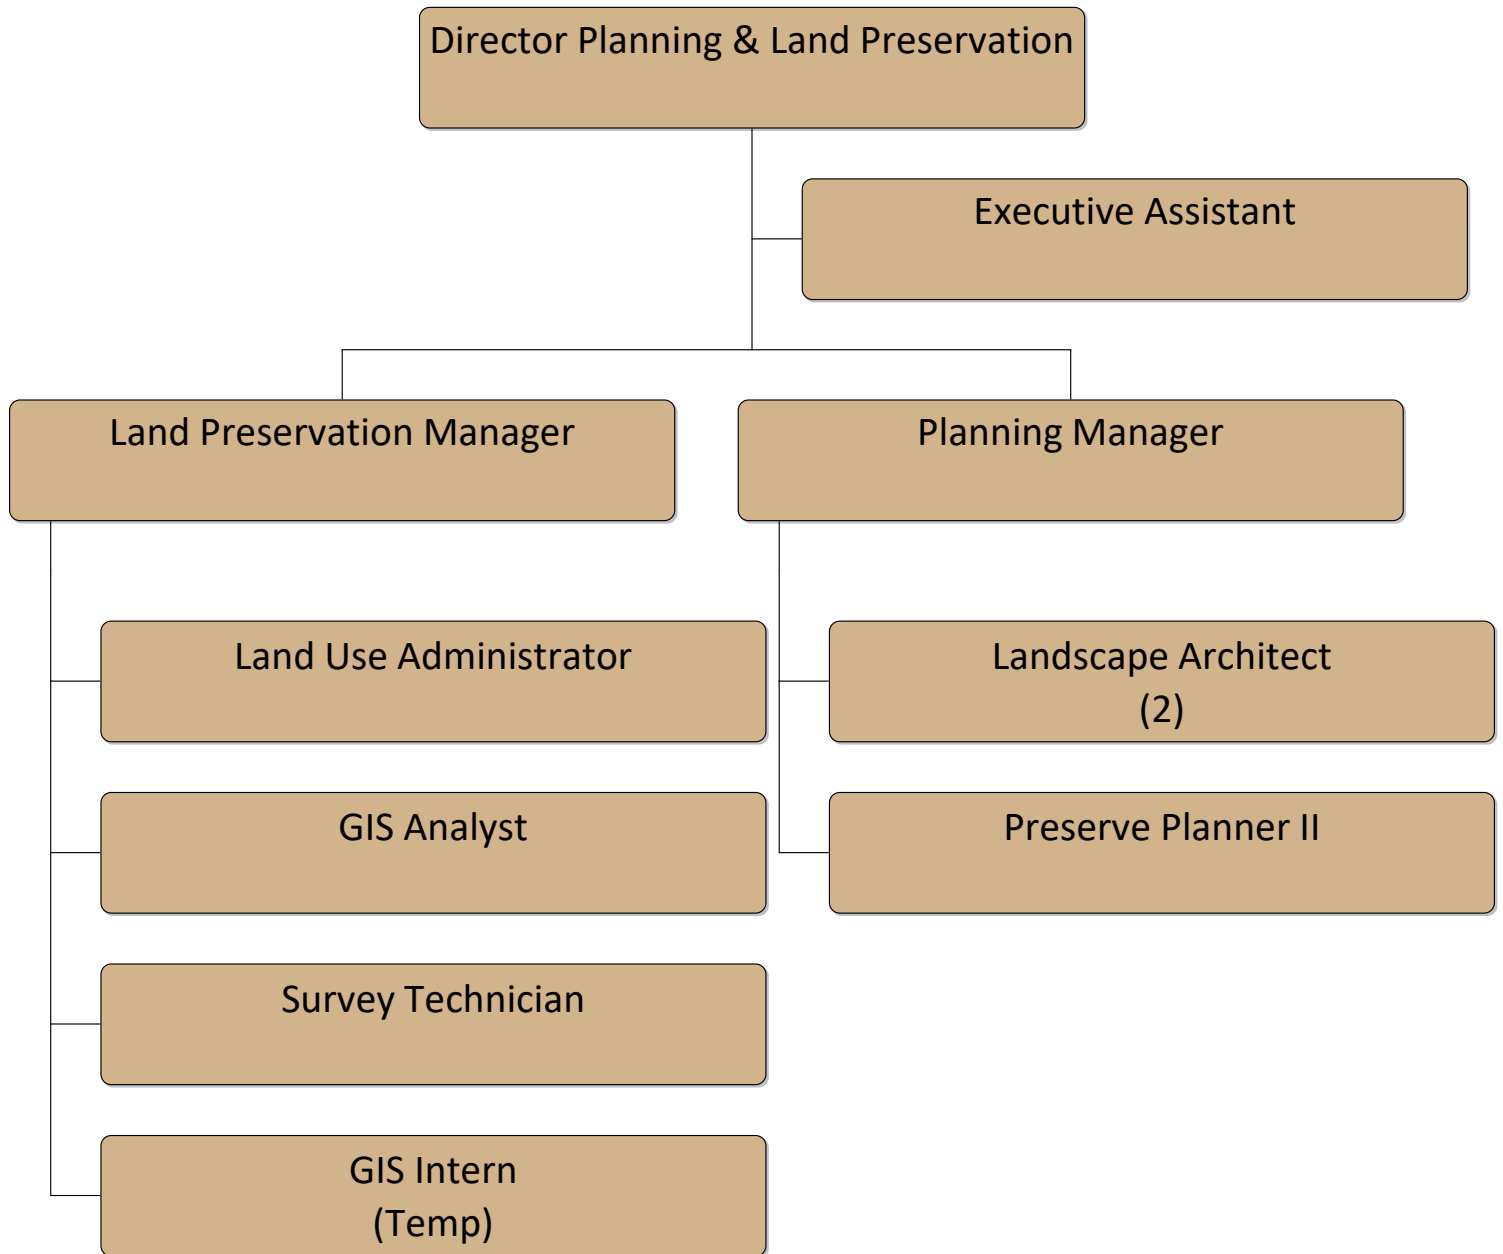 Director Planning & Land Preservation
Executive Assistant
Land Preservation Manager
Planning Manager
Land Use Administrator
Landscape Architect
(2)
GIS Analyst
Preserve Planner II
Survey Technician
GIS Intern
(Temp)